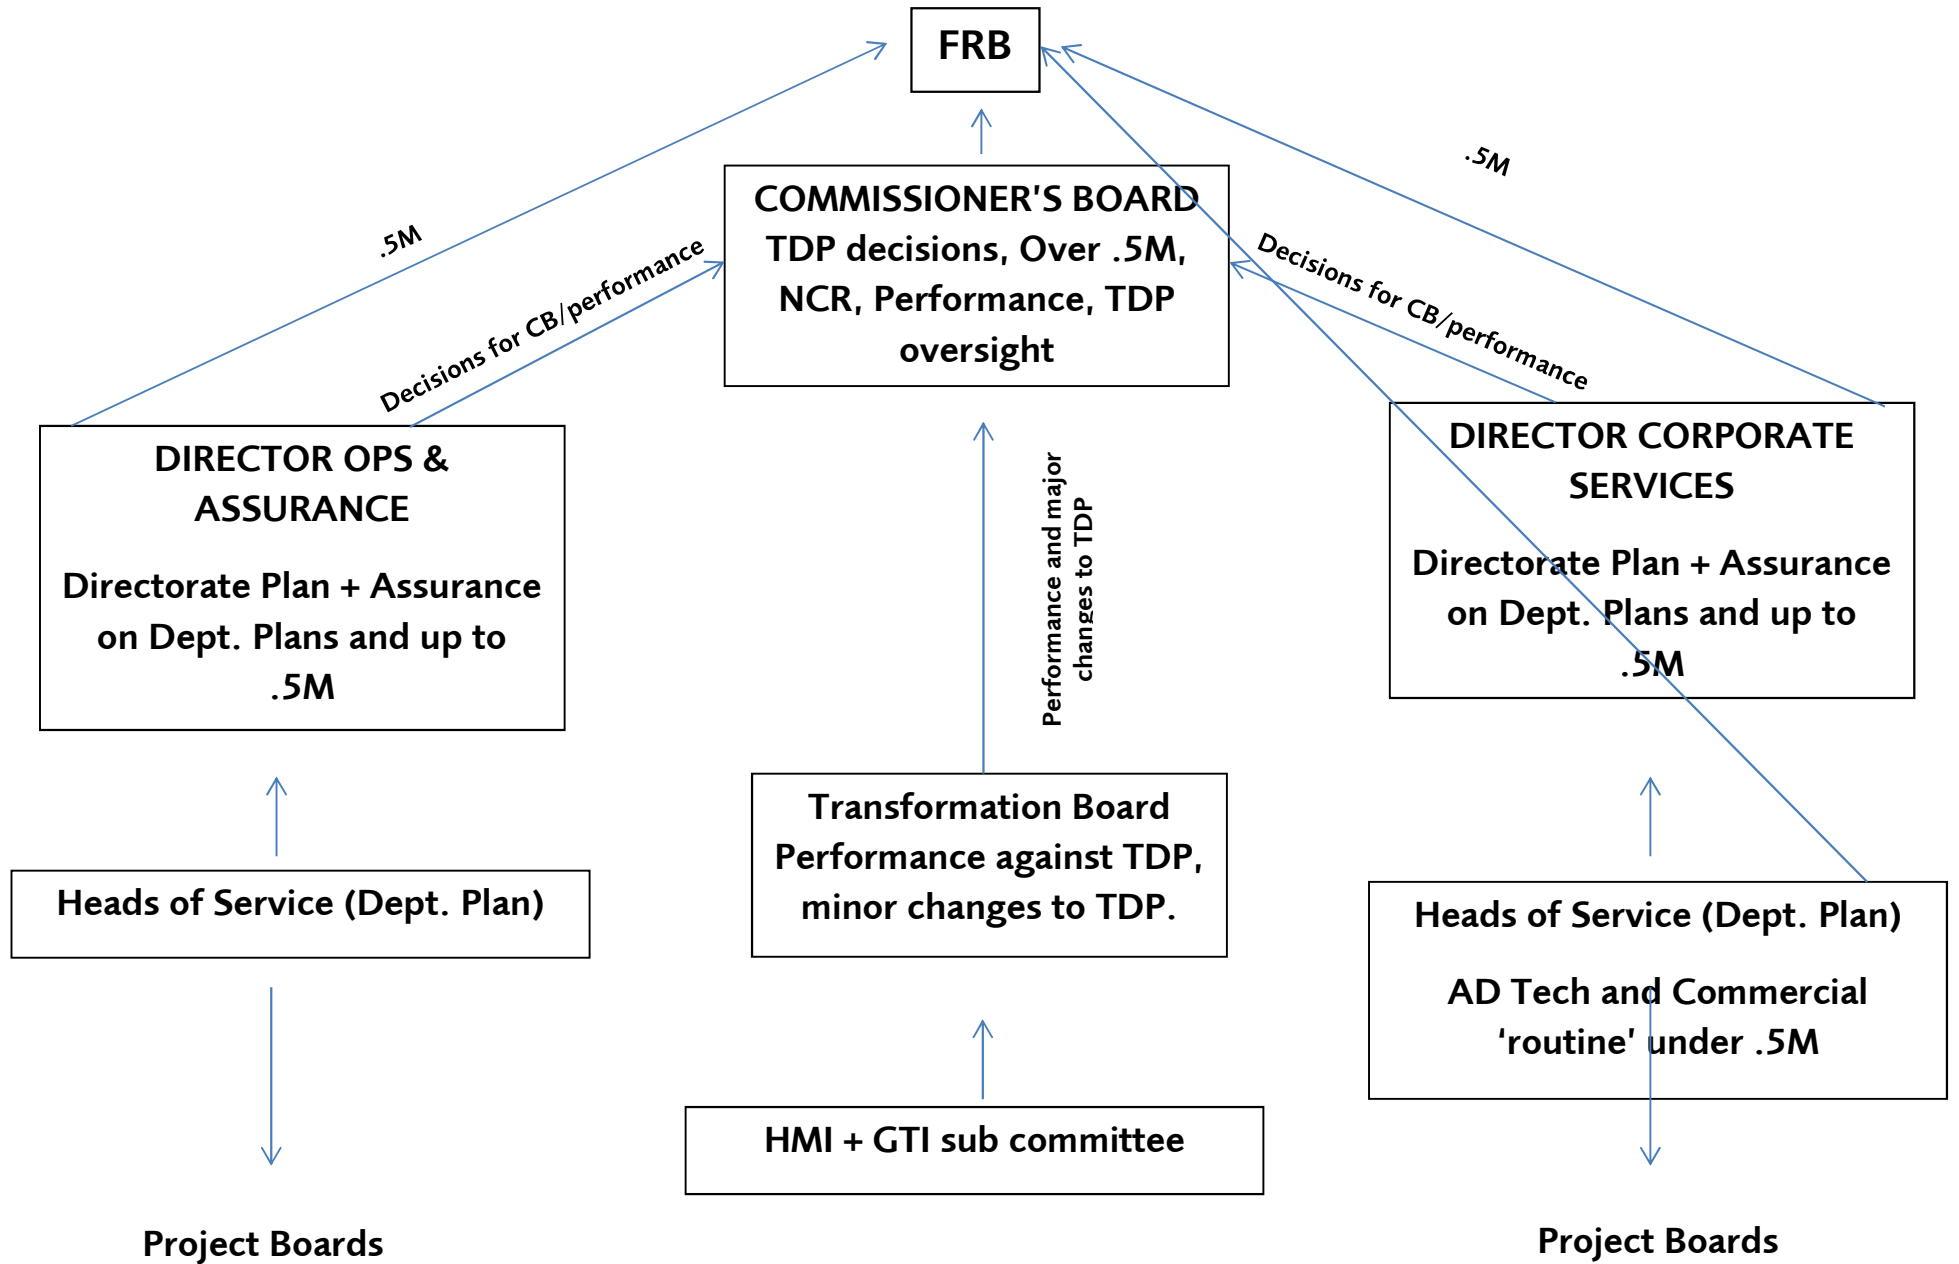 FRB
.5M
.5M
COMMISSIONER’S BOARD
TDP decisions, Over .5M,
NCR, Performance, TDP
oversight
Decisions for CB/performance
Decisions for CB/performance
DIRECTOR OPS &
ASSURANCE
Directorate Plan + Assurance
on Dept. Plans and up to
.5M
Performance and major
changes to TDP
DIRECTOR CORPORATE
SERVICES
Directorate Plan + Assurance
on Dept. Plans and up to
.5M
Heads of Service (Dept. Plan)
Transformation Board
Performance against TDP,
minor changes to TDP.
Heads of Service (Dept. Plan)
AD Tech and Commercial
‘routine’ under .5M
HMI + GTI sub committee
Project Boards
Project Boards